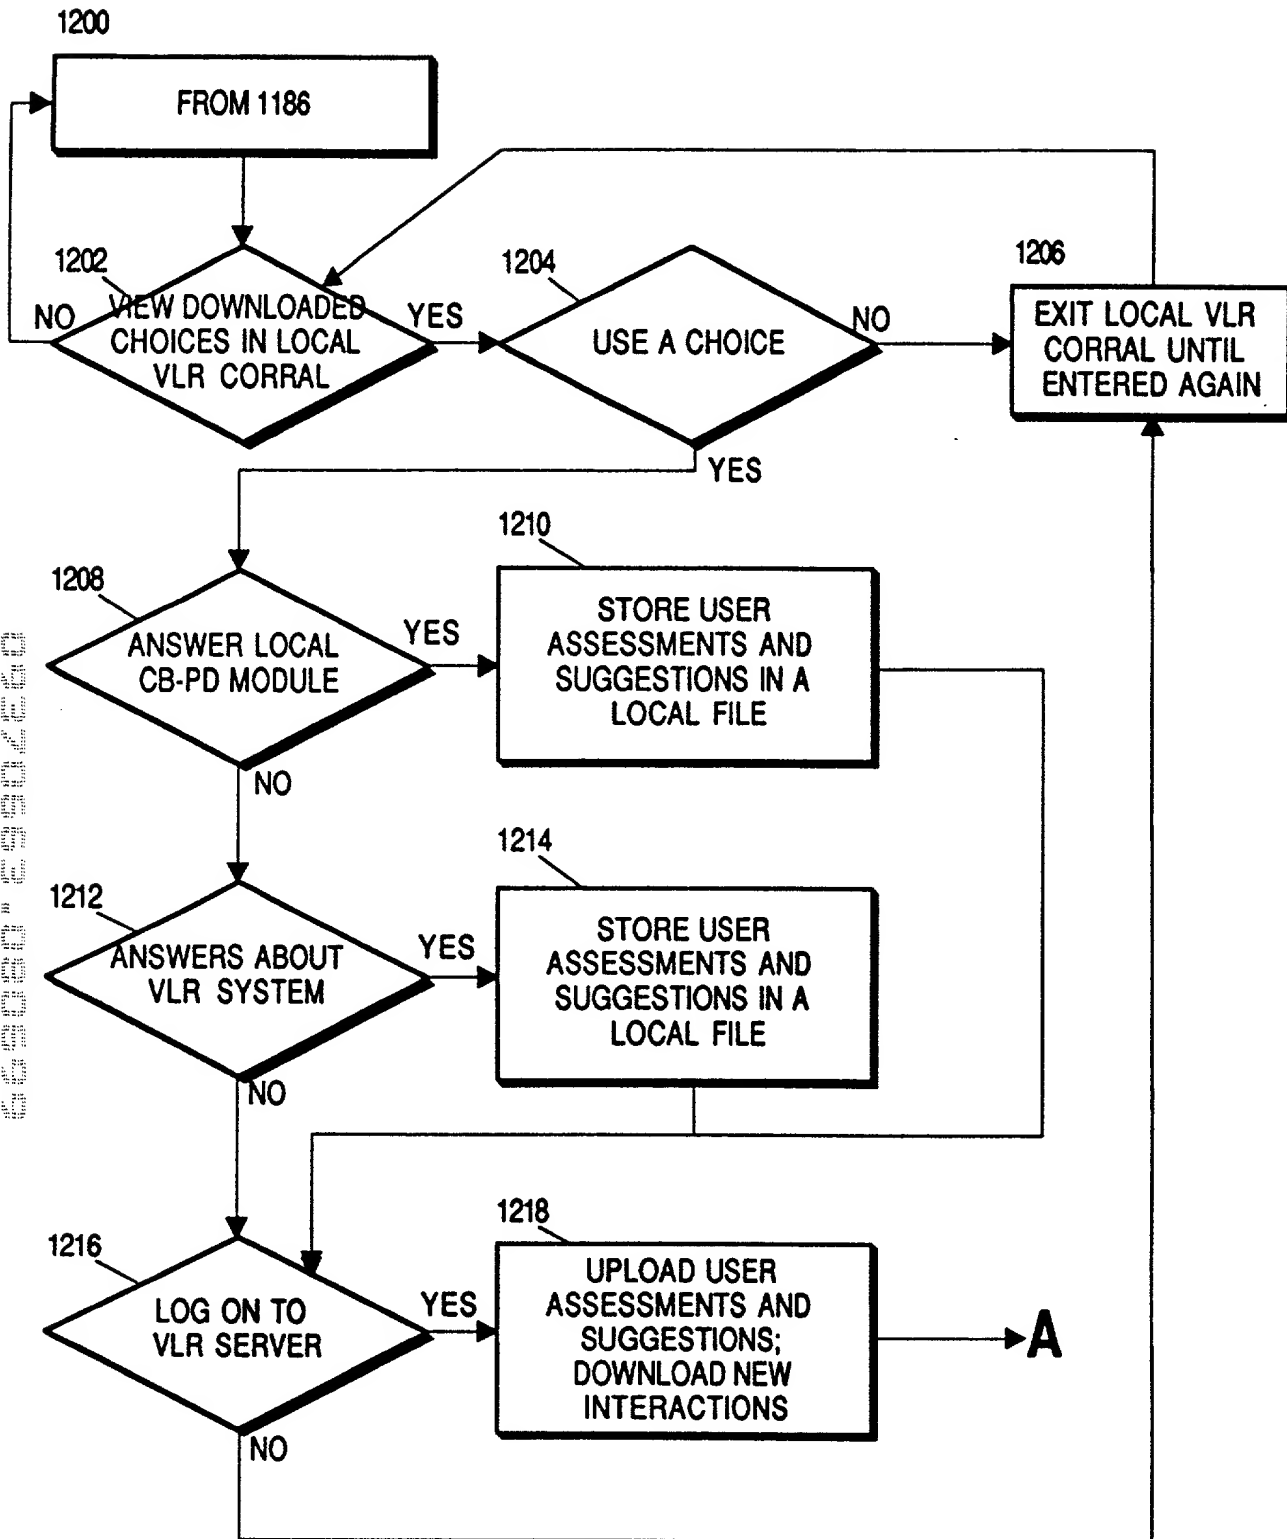 1200
FROM 1186
1202
VIEW DOWNLOADED
CHOICES IN LOCAL
VLR CORRAL
NO
YES
1204
USE A CHOICE
NO
YES
1206
EXIT LOCAL VLR
CORRAL UNTIL
ENTERED AGAIN
1208
ANSWER LOCAL
CB-PD MODULE
YES
NO
1210
STORE USER
ASSESSMENTS AND
SUGGESTIONS IN A
LOCAL FILE
1212
ANSWERS ABOUT
VLR SYSTEM
YES
NO
1214
STORE USER
ASSESSMENTS AND
SUGGESTIONS IN A
LOCAL FILE
1216
LOG ON TO
VLR SERVER
YES
NO
1218
UPLOAD USER
ASSESSMENTS AND
SUGGESTIONS;
DOWNLOAD NEW
INTERACTIONS
A